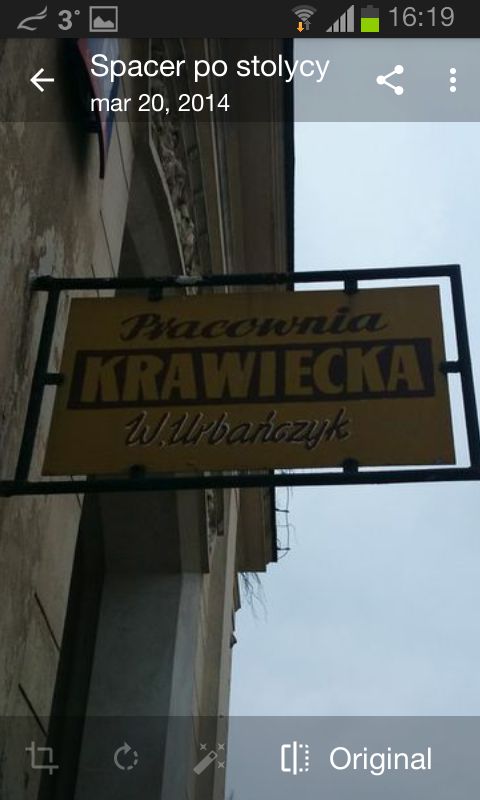 3° 16:19
Spacer po stolycy
mar 20, 2014
Pracownia
KRAWIECKA
W. Urbańczyk
Original